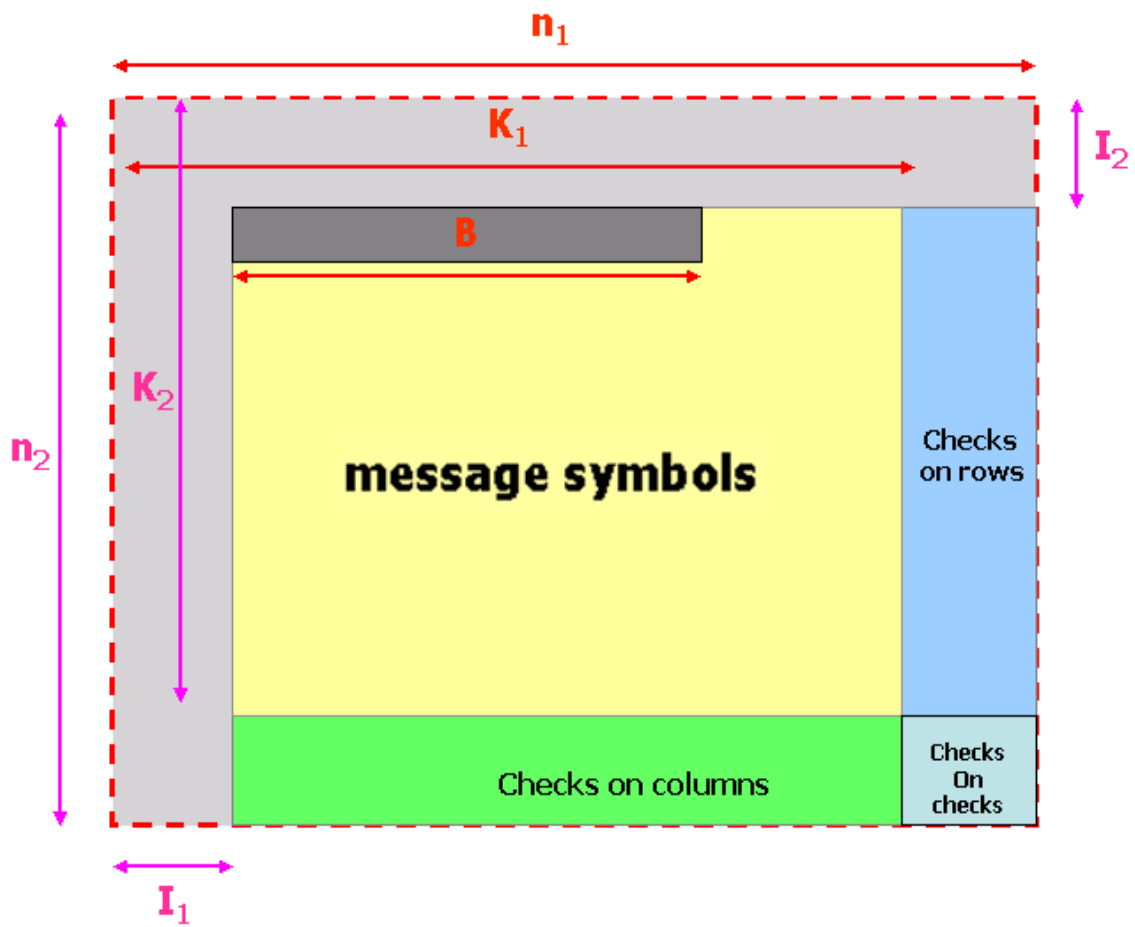 n₁
K₁
I₂
B
K₂
n₂
Checks
on rows
message symbols
Checks on columns
Checks
On
checks
I₁